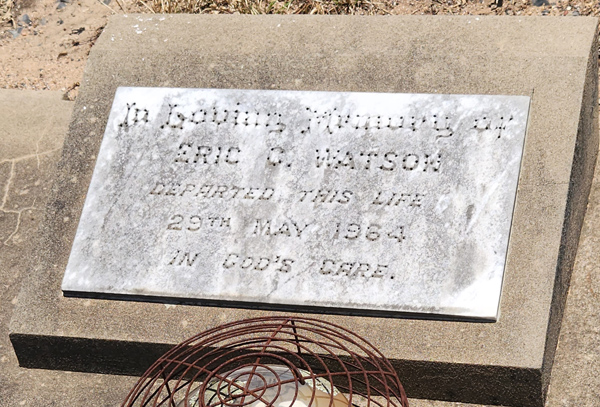 In Loving Memory of
ERIC C. WATSON
DEPARTED THIS LIFE
29TH MAY 1964
IN GOD'S CARE.